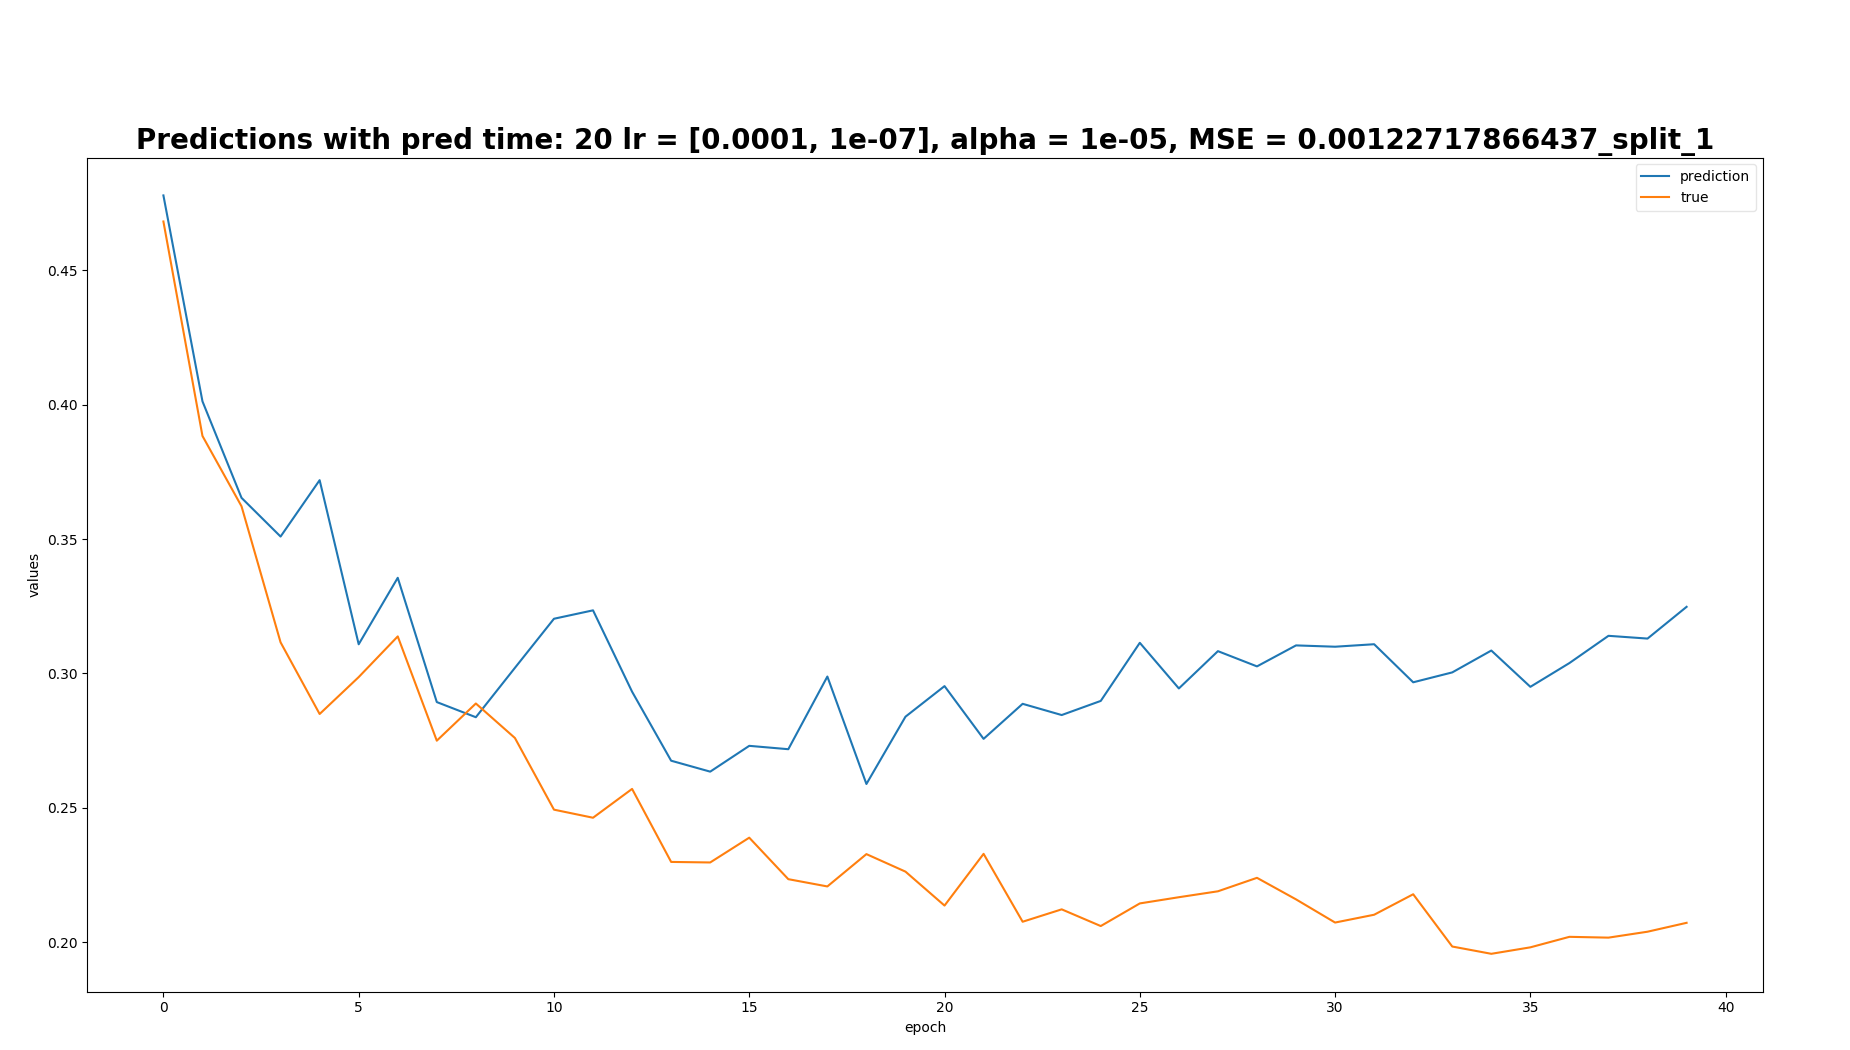 Predictions with pred time: 20 lr = [0.0001, 1e-07], alpha = 1e-05, MSE = 0.00122717866437_split_1
prediction
true
values
0.45
0.40
0.35
0.30
0.25
0.20
0 5 10 15 20 25 30 35 40
epoch